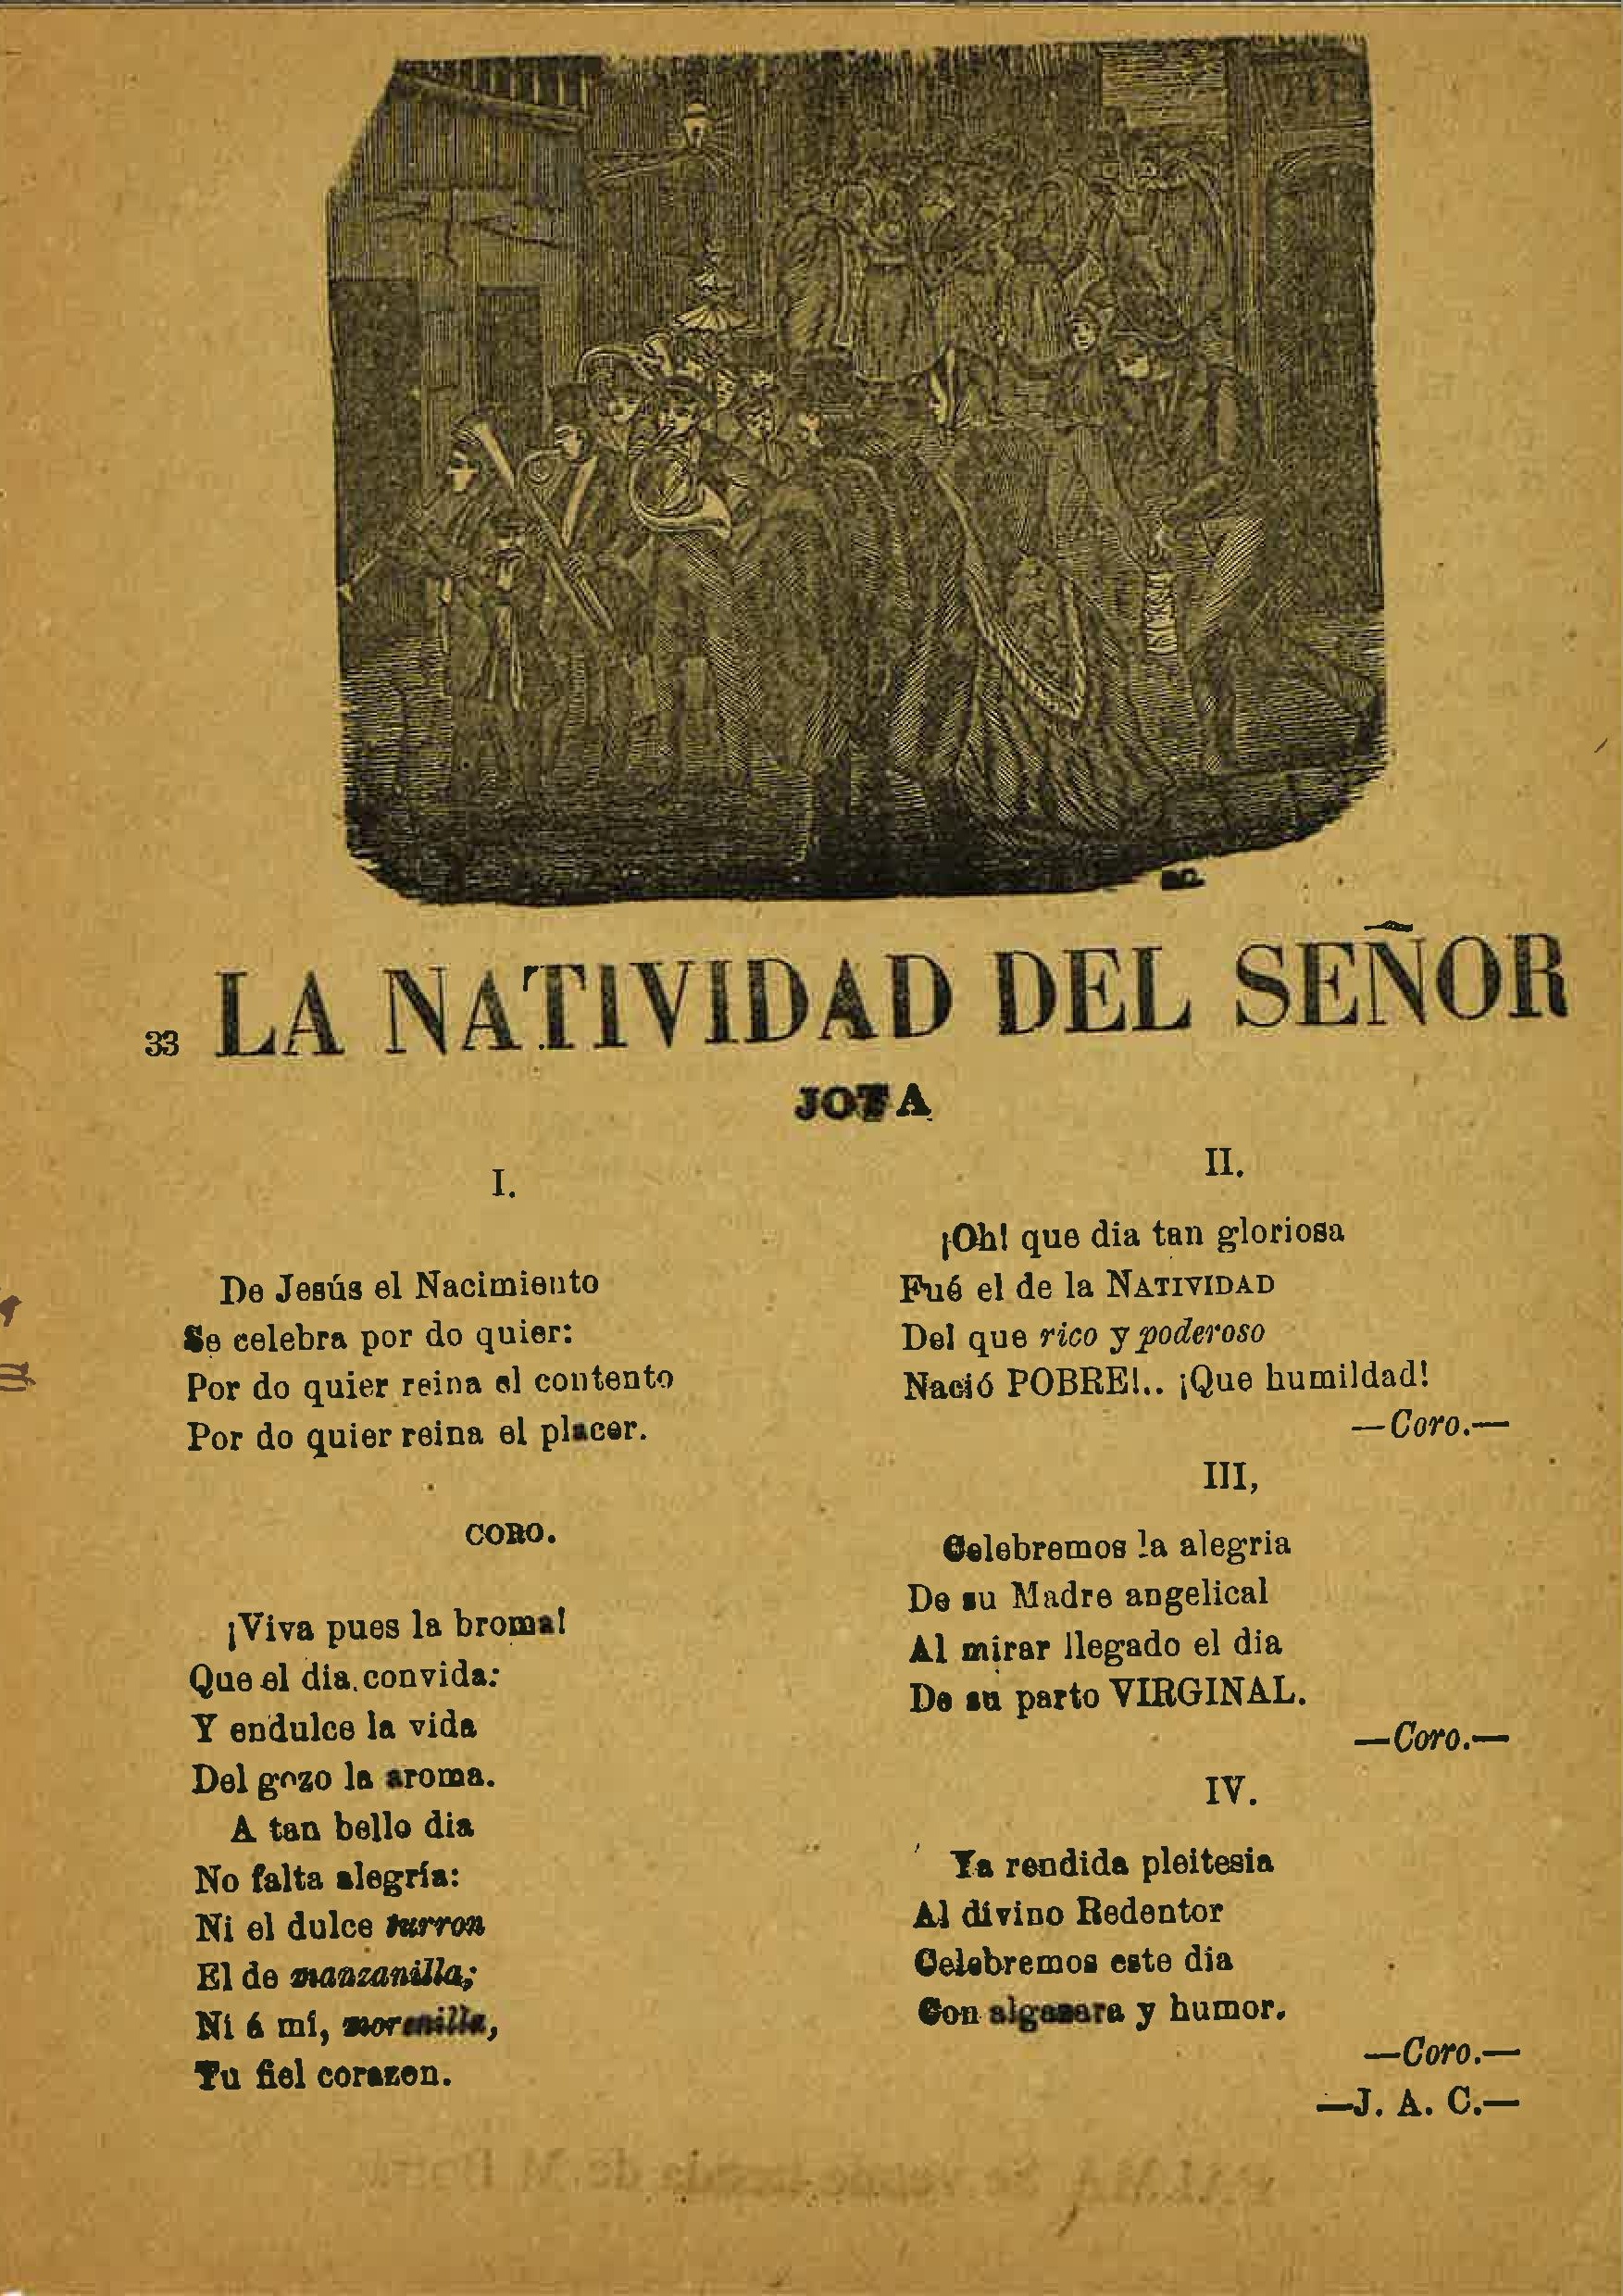 33 LA NATIVIDAD DEL SEÑOR
JOTA
I.
De Jesús el Nacimiento
Se celebra por do quier:
Por do quier reina el contento
Por do quier reina el placer.
CORO.
¡Viva pues la broma!
Que el dia convida:
Y endulce la vida
Del gozo la aroma.
A tan bello dia
No falta alegría:
Ni el dulce turron
El de manzanilla;
Ni á mí, morenilla,
Tu fiel corazon.
II.
¡Oh! que dia tan gloriosa
Fué el de la NATIVIDAD
Del que rico y poderoso
Nació POBRE!.. ¡Que humildad!
—Coro.—
III,
Celebremos la alegria
De su Madre angelical
Al mirar llegado el dia
De su parto VIRGINAL.
—Coro.—
IV.
Ya rendida pleitesia
Al divino Redentor
Celebremos este dia
Con algazara y humor.
—Coro.—
—J. A. C.—